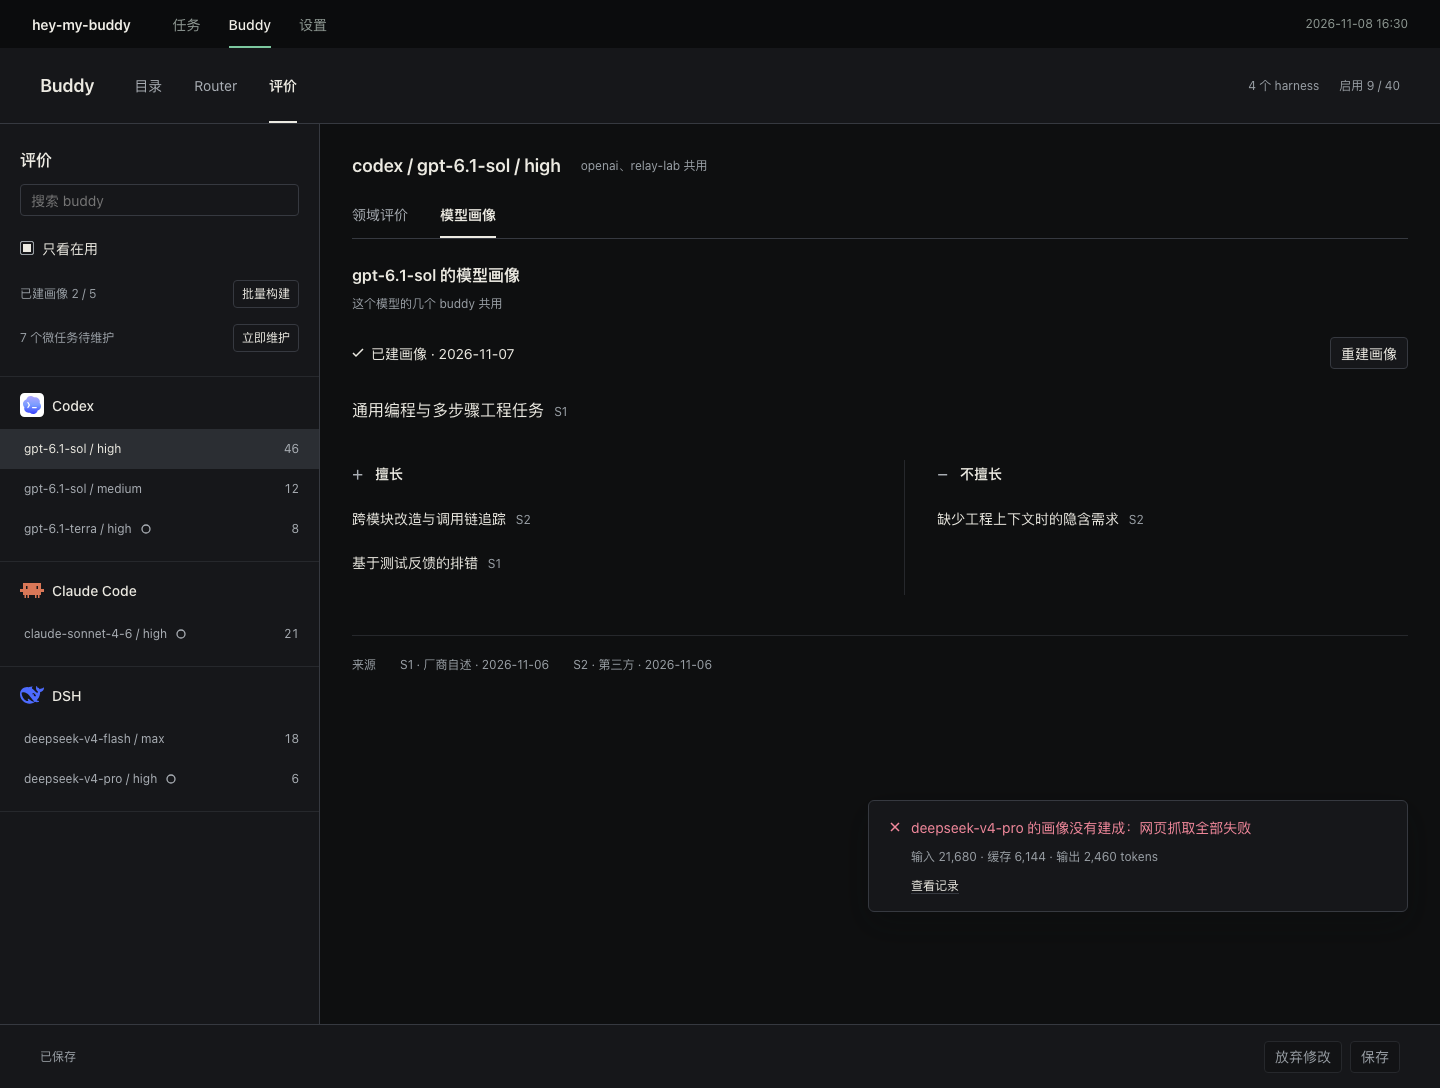 hey-my-buddy 任务 Buddy 设置 2026-11-08 16:30
Buddy 目录 Router 评价 4 个 harness 启用 9 / 40
评价
搜索 buddy
只看在用
已建画像 2 / 5 批量构建
7 个微任务待维护 立即维护
Codex
gpt-6.1-sol / high 46
gpt-6.1-sol / medium 12
gpt-6.1-terra / high 8
Claude Code
claude-sonnet-4-6 / high 21
DSH
deepseek-v4-flash / max 18
deepseek-v4-pro / high 6
codex / gpt-6.1-sol / high openai、relay-lab 共用
领域评价 模型画像
gpt-6.1-sol 的模型画像
这个模型的几个 buddy 共用
已建画像 · 2026-11-07 重建画像
通用编程与多步骤工程任务 S1
+ 擅长
跨模块改造与调用链追踪 S2
基于测试反馈的排错 S1
− 不擅长
缺少工程上下文时的隐含需求 S2
来源 S1 · 厂商自述 · 2026-11-06 S2 · 第三方 · 2026-11-06
deepseek-v4-pro 的画像没有建成：网页抓取全部失败
输入 21,680 · 缓存 6,144 · 输出 2,460 tokens
查看记录
已保存 放弃修改 保存